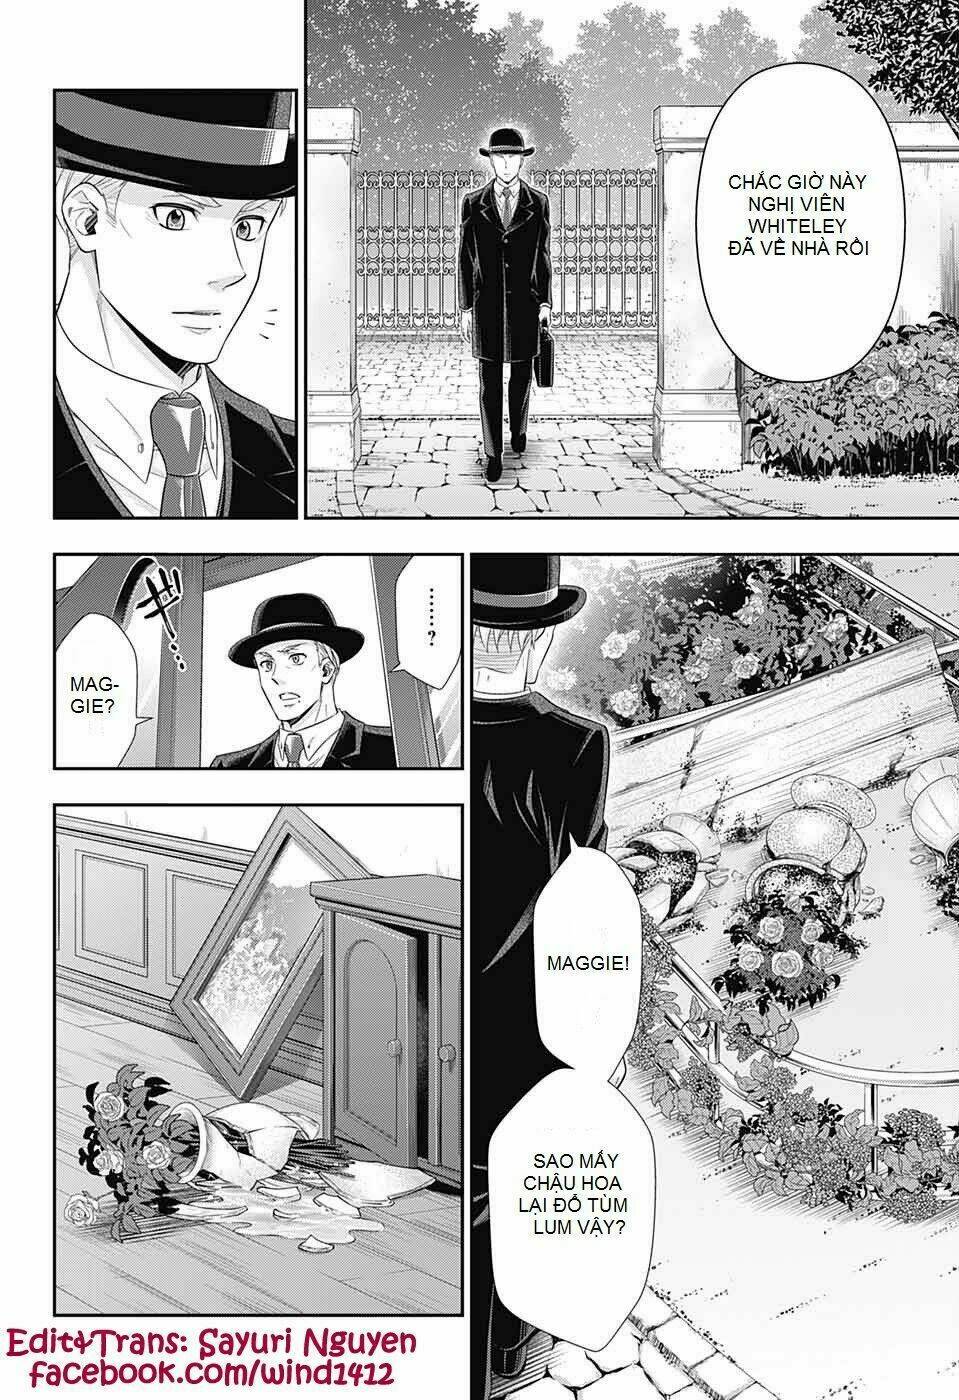 CHẮC GIỜ NÀY
NGHỊ VIÊN
WHITELEY
ĐÃ VỀ NHÀ RỒI
MAGGIE!
SAO MẤY
CHẬU HOA
LẠI ĐỔ TÙM
LUM VẬY?
......?
MAG-
GIE?
Edit&Trans: Sayuri Nguyen
facebook.com/wind1412